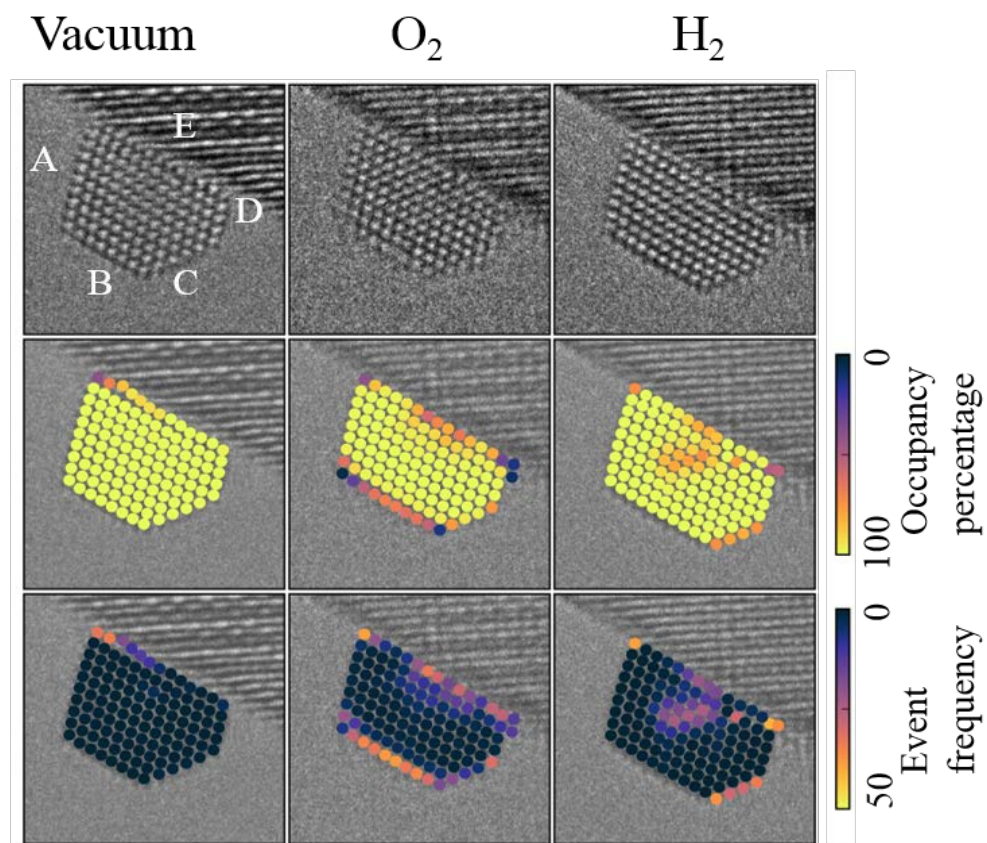 Vacuum
O₂
H₂
A
E
D
B
C
0
100
Occupancy
percentage
0
50
Event
frequency